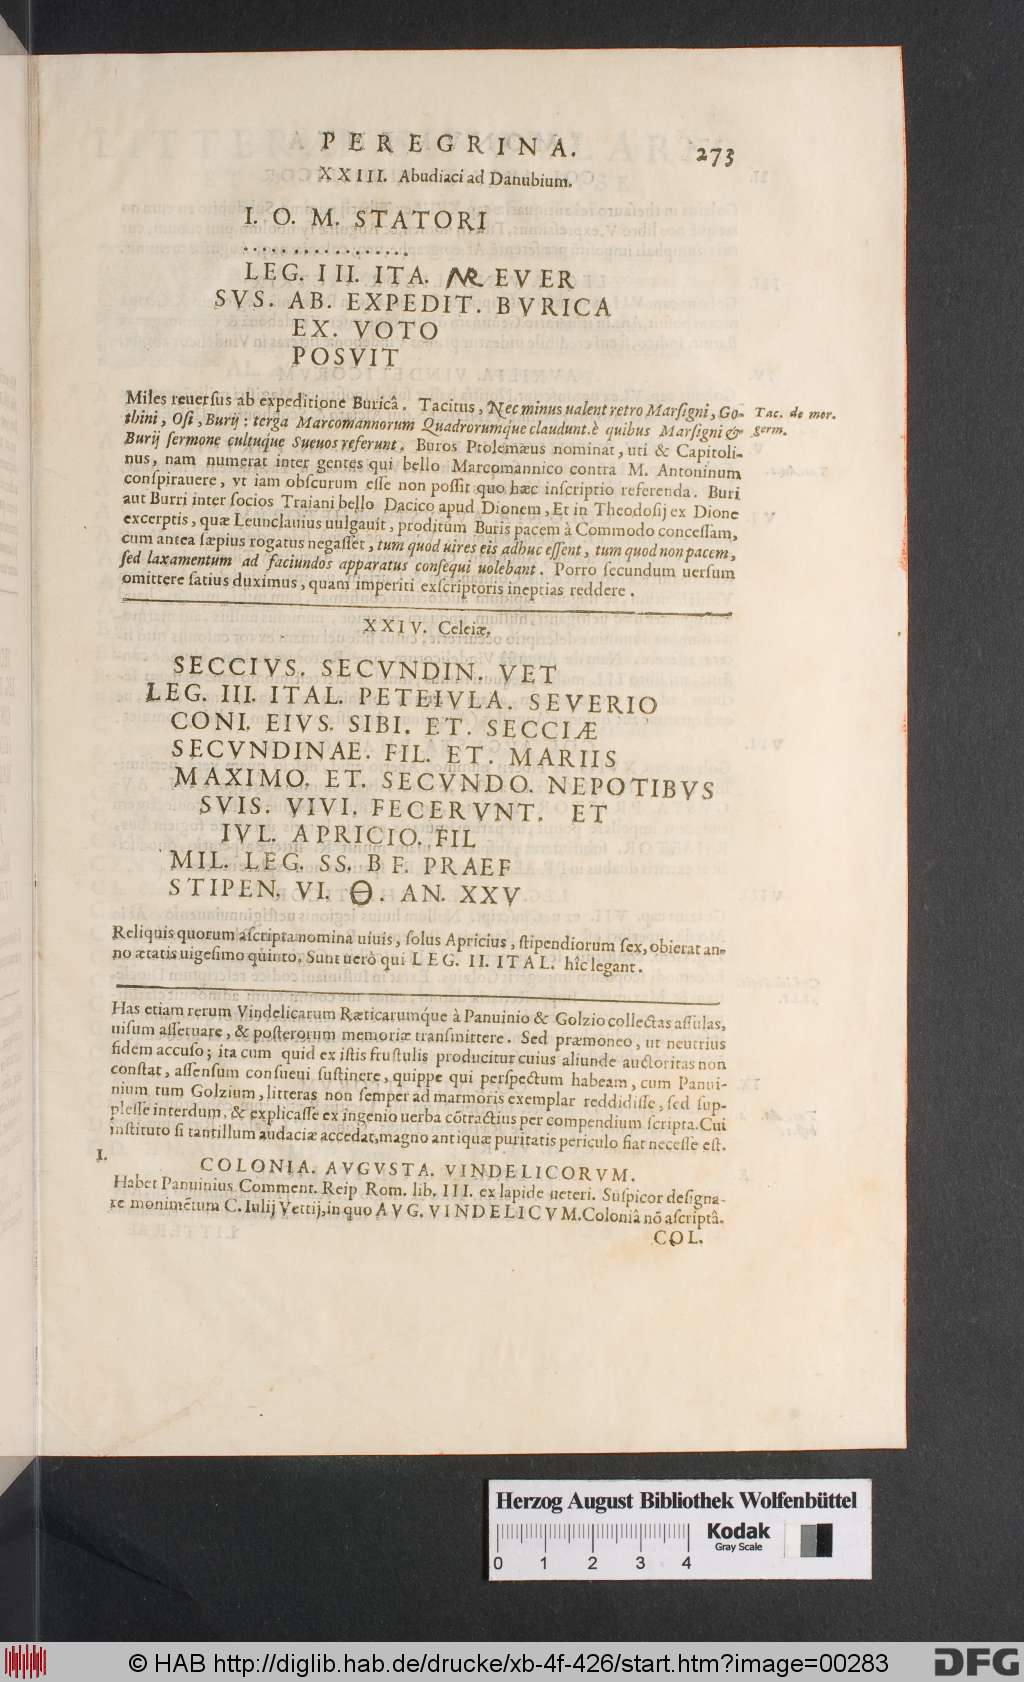 PEREGRINA. 273
XXIII. Abudiaci ad Danubium.
I. O. M. STATORI
. . . . . . . . . . . . . . . . .
LEG. III. ITA. REVER
SVS. AB. EXPEDIT. BVRICA
EX. VOTO
POSVIT
Miles reuersus ab expeditione Buricâ. Tacitus, Nec minus ualent retro Marsigni, Go-
thini, Osi, Burij: terga Marcomannorum Quadrorumque claudunt. è quibus Marsigni &
Burij sermone cultuque Sueuos referunt. Buros Ptolemæus nominat, uti & Capitoli-
nus, nam numerat inter gentes qui bello Marcomannico contra M. Antoninum
conspirauere, vt iam obscurum esse non possit quo hæc inscriptio referenda. Buri
aut Burri inter socios Traiani bello Dacico apud Dionem, Et in Theodosij ex Dione
excerptis, quæ Leunclauius uulgauit, proditum Buris pacem à Commodo concessam,
cum antea sæpius rogatus negasset, tum quod uires eis adhuc essent, tum quod non pacem,
sed laxamentum ad faciundos apparatus consequi uolebant. Porro secundum uersum
omittere satius duximus, quam imperiti exscriptoris ineptias reddere.
Tac. de mor.
germ.
XXIV. Celeiæ.
SECCIVS. SECVNDIN. VET
LEG. III. ITAL. PETEIVLA. SEVERIO
CONI. EIVS. SIBI. ET. SECCIÆ
SECVNDINAE. FIL. ET. MARIIS
MAXIMO. ET. SECVNDO. NEPOTIBVS
SVIS. VIVI. FECERVNT. ET
IVL. APRICIO. FIL
MIL. LEG. SS. BF. PRAEF
STIPEN. VI. Θ. AN. XXV
Reliquis quorum ascripta nomina uiuis, solus Apricius, stipendiorum sex, obierat an-
no ætatis uigesimo quinto. Sunt uerò qui LEG. II. ITAL. hîc legant.
Has etiam rerum Vindelicarum Ræticarumq́ue à Panuinio & Golzio collectas assulas,
uisum asseruare, & posterorum memoriæ transmittere. Sed præmoneo, ut neutrius
fidem accuso; ita cum quid ex istis frustulis producitur cuius aliunde auctoritas non
constat, assensum consueui sustinere, quippe qui perspectum habeam, cum Panui-
nium tum Golzium, litteras non semper ad marmoris exemplar reddidisse, sed sup-
plesse interdum, & explicasse ex ingenio uerba cõtractius per compendium scripta. Cui
instituto si tantillum audaciæ accedat, magno antiquæ puritatis periculo fiat necesse est.
I.
COLONIA. AVGVSTA. VINDELICORVM.
Habet Panuinius Comment. Reip Rom. lib. III. ex lapide ueteri. Suspicor designa-
re monimẽtum C. Iulij Vettij, in quo AVG. VINDELICVM. Coloniâ nõ ascriptâ.
COL.
Herzog August Bibliothek Wolfenbüttel
0 1 2 3 4
Kodak
Gray Scale
© HAB http://diglib.hab.de/drucke/xb-4f-426/start.htm?image=00283
DFG